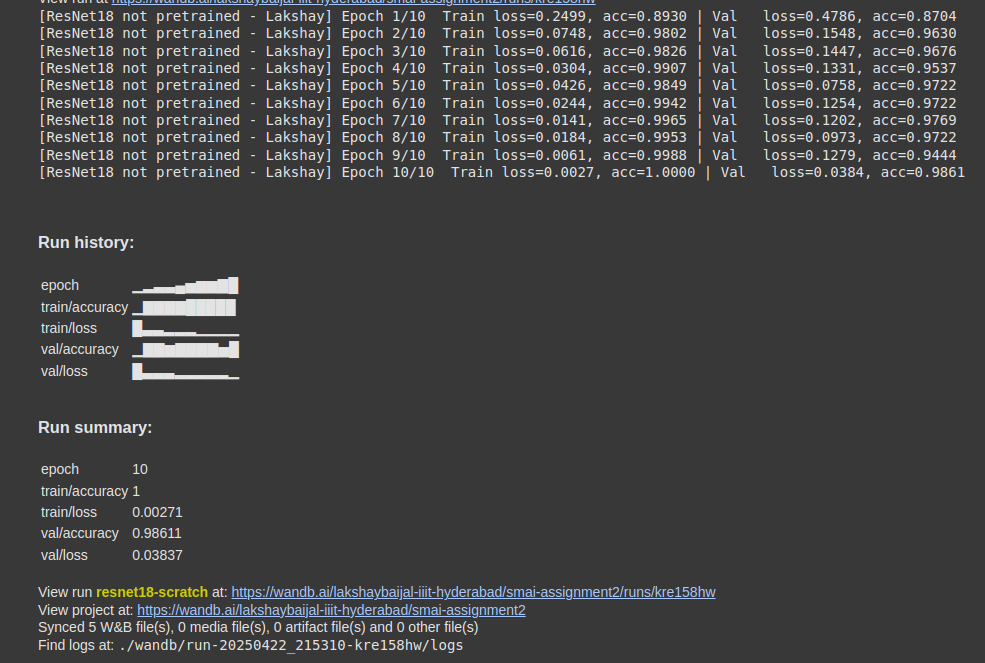 View run at https://wandb.ai/lakshaybaijal-iiit-hyderabad/smai-assignment2/runs/kre158hw
[ResNet18 not pretrained - Lakshay] Epoch 1/10  Train loss=0.2499, acc=0.8930 | Val   loss=0.4786, acc=0.8704
[ResNet18 not pretrained - Lakshay] Epoch 2/10  Train loss=0.0748, acc=0.9802 | Val   loss=0.1548, acc=0.9630
[ResNet18 not pretrained - Lakshay] Epoch 3/10  Train loss=0.0616, acc=0.9826 | Val   loss=0.1447, acc=0.9676
[ResNet18 not pretrained - Lakshay] Epoch 4/10  Train loss=0.0304, acc=0.9907 | Val   loss=0.1331, acc=0.9537
[ResNet18 not pretrained - Lakshay] Epoch 5/10  Train loss=0.0426, acc=0.9849 | Val   loss=0.0758, acc=0.9722
[ResNet18 not pretrained - Lakshay] Epoch 6/10  Train loss=0.0244, acc=0.9942 | Val   loss=0.1254, acc=0.9722
[ResNet18 not pretrained - Lakshay] Epoch 7/10  Train loss=0.0141, acc=0.9965 | Val   loss=0.1202, acc=0.9769
[ResNet18 not pretrained - Lakshay] Epoch 8/10  Train loss=0.0184, acc=0.9953 | Val   loss=0.0973, acc=0.9722
[ResNet18 not pretrained - Lakshay] Epoch 9/10  Train loss=0.0061, acc=0.9988 | Val   loss=0.1279, acc=0.9444
[ResNet18 not pretrained - Lakshay] Epoch 10/10  Train loss=0.0027, acc=1.0000 | Val   loss=0.0384, acc=0.9861
Run history:
epoch
train/accuracy
train/loss
val/accuracy
val/loss
Run summary:
epoch 10
train/accuracy 1
train/loss 0.00271
val/accuracy 0.98611
val/loss 0.03837
View run resnet18-scratch at: https://wandb.ai/lakshaybaijal-iiit-hyderabad/smai-assignment2/runs/kre158hw
View project at: https://wandb.ai/lakshaybaijal-iiit-hyderabad/smai-assignment2
Synced 5 W&B file(s), 0 media file(s), 0 artifact file(s) and 0 other file(s)
Find logs at: ./wandb/run-20250422_215310-kre158hw/logs